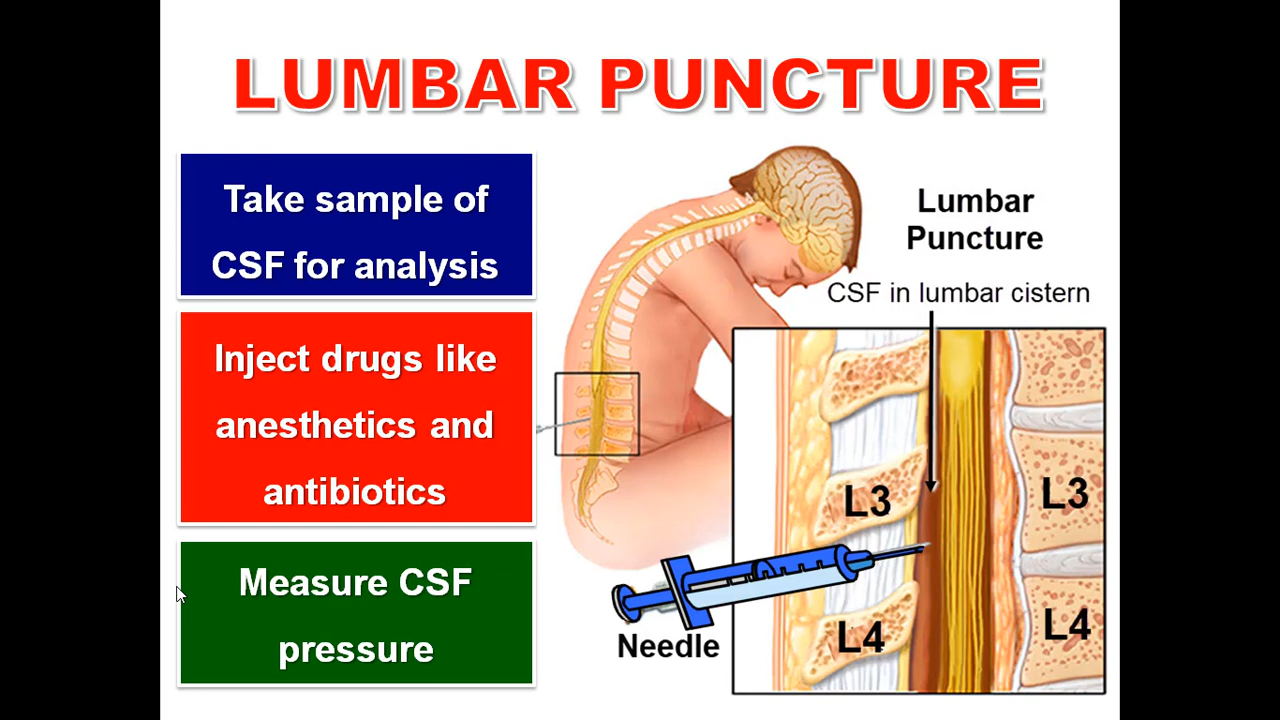 LUMBAR PUNCTURE
Take sample of
CSF for analysis
Inject drugs like
anesthetics and
antibiotics
Measure CSF
pressure
Lumbar
Puncture
CSF in lumbar cistern
L3
L3
L4
L4
Needle